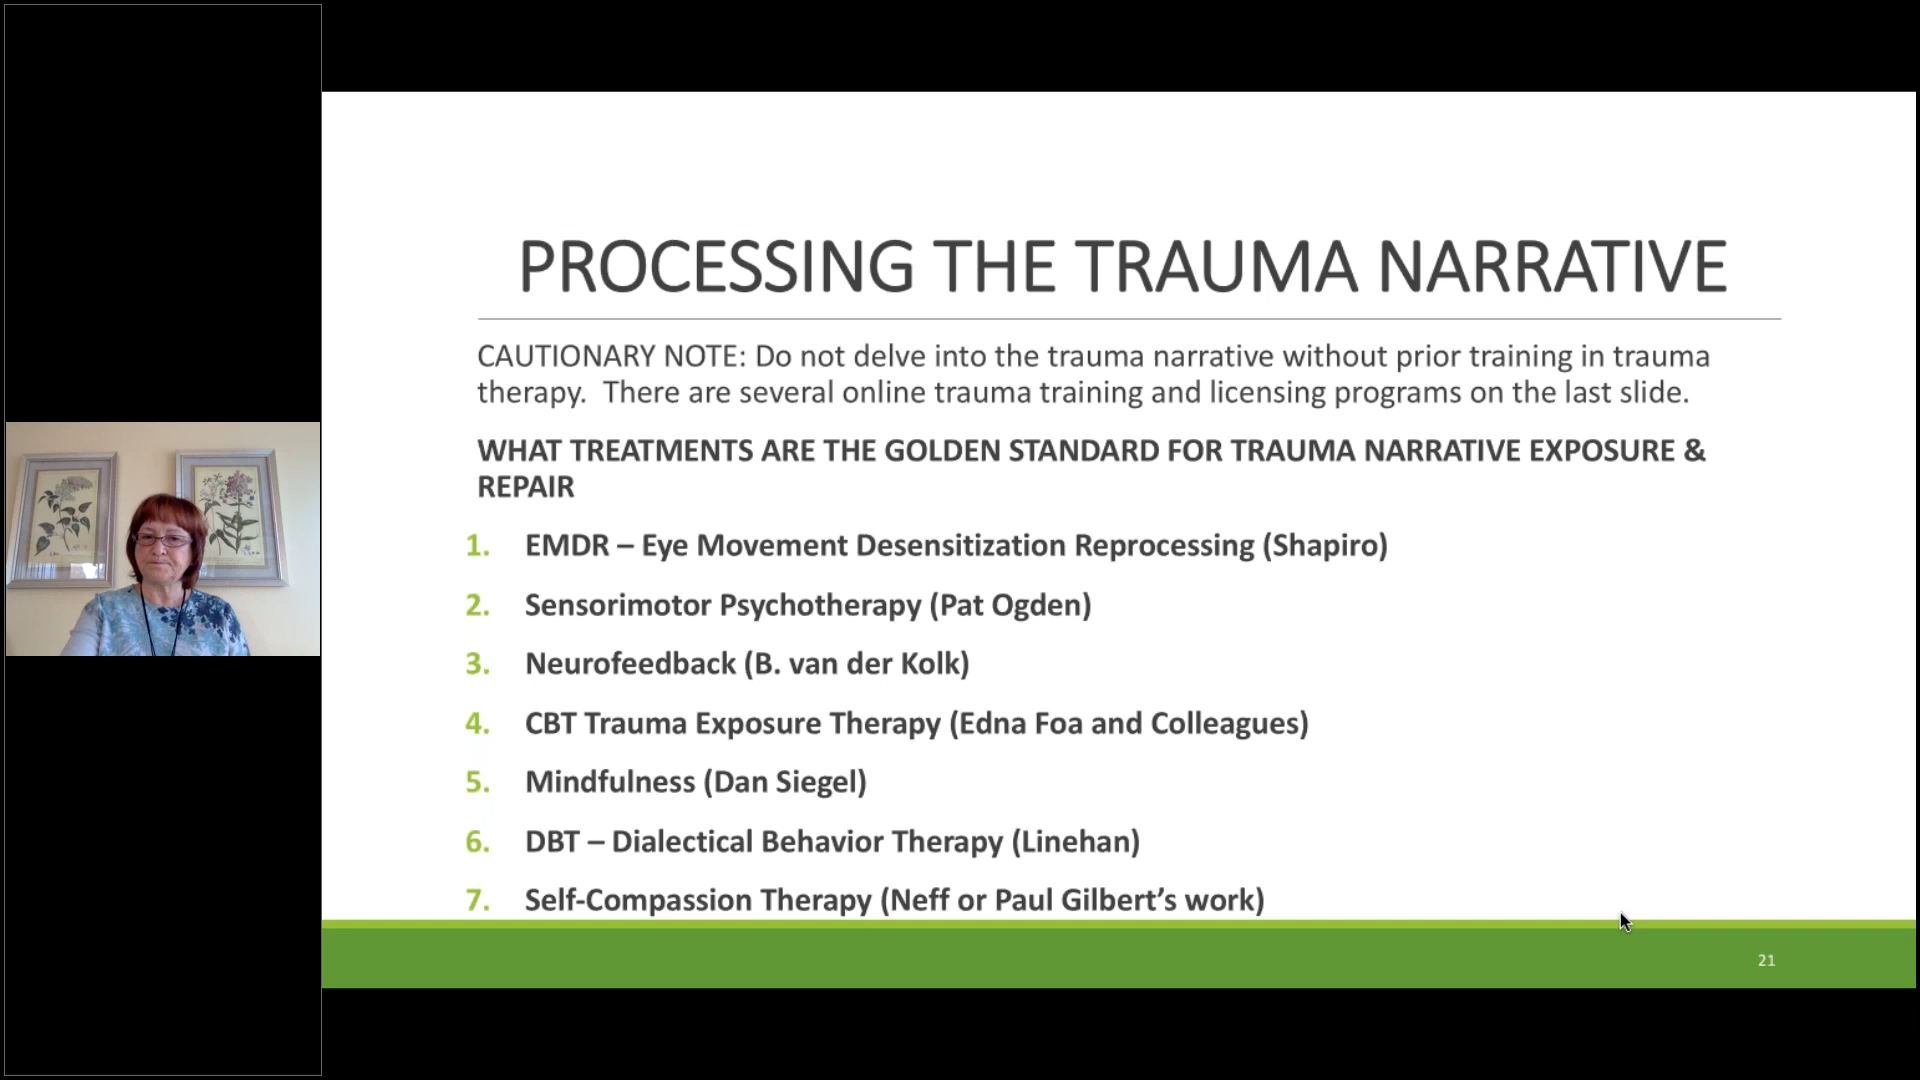 PROCESSING THE TRAUMA NARRATIVE
CAUTIONARY NOTE: Do not delve into the trauma narrative without prior training in trauma
therapy.  There are several online trauma training and licensing programs on the last slide.
WHAT TREATMENTS ARE THE GOLDEN STANDARD FOR TRAUMA NARRATIVE EXPOSURE &
REPAIR
1. EMDR – Eye Movement Desensitization Reprocessing (Shapiro)
2. Sensorimotor Psychotherapy (Pat Ogden)
3. Neurofeedback (B. van der Kolk)
4. CBT Trauma Exposure Therapy (Edna Foa and Colleagues)
5. Mindfulness (Dan Siegel)
6. DBT – Dialectical Behavior Therapy (Linehan)
7. Self-Compassion Therapy (Neff or Paul Gilbert’s work)
21